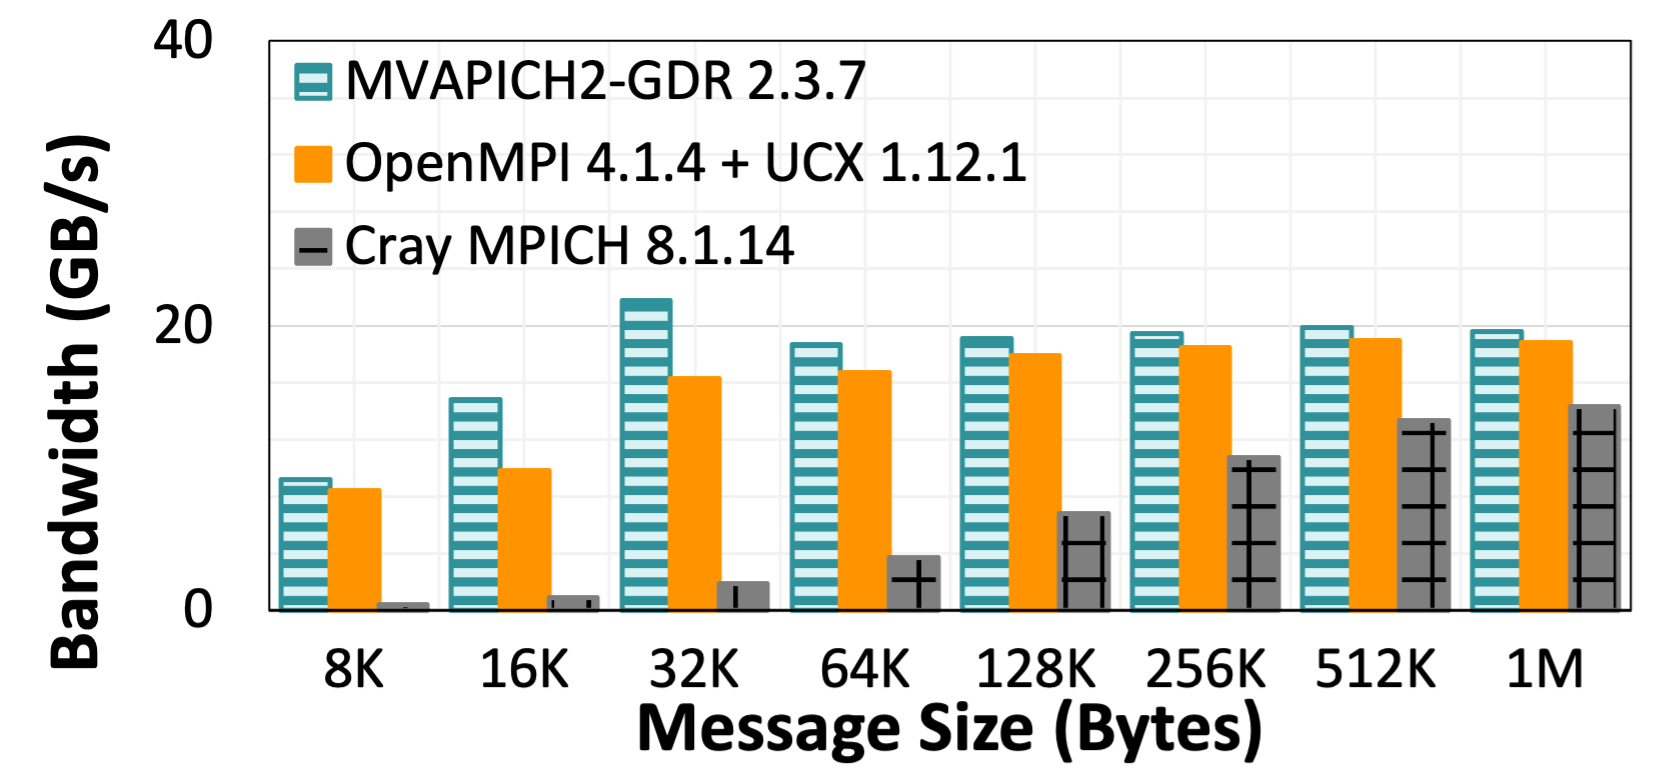 40
MVAPICH2-GDR 2.3.7
OpenMPI 4.1.4 + UCX 1.12.1
Cray MPICH 8.1.14
20
0
Bandwidth (GB/s)
8K 16K 32K 64K 128K 256K 512K 1M
Message Size (Bytes)